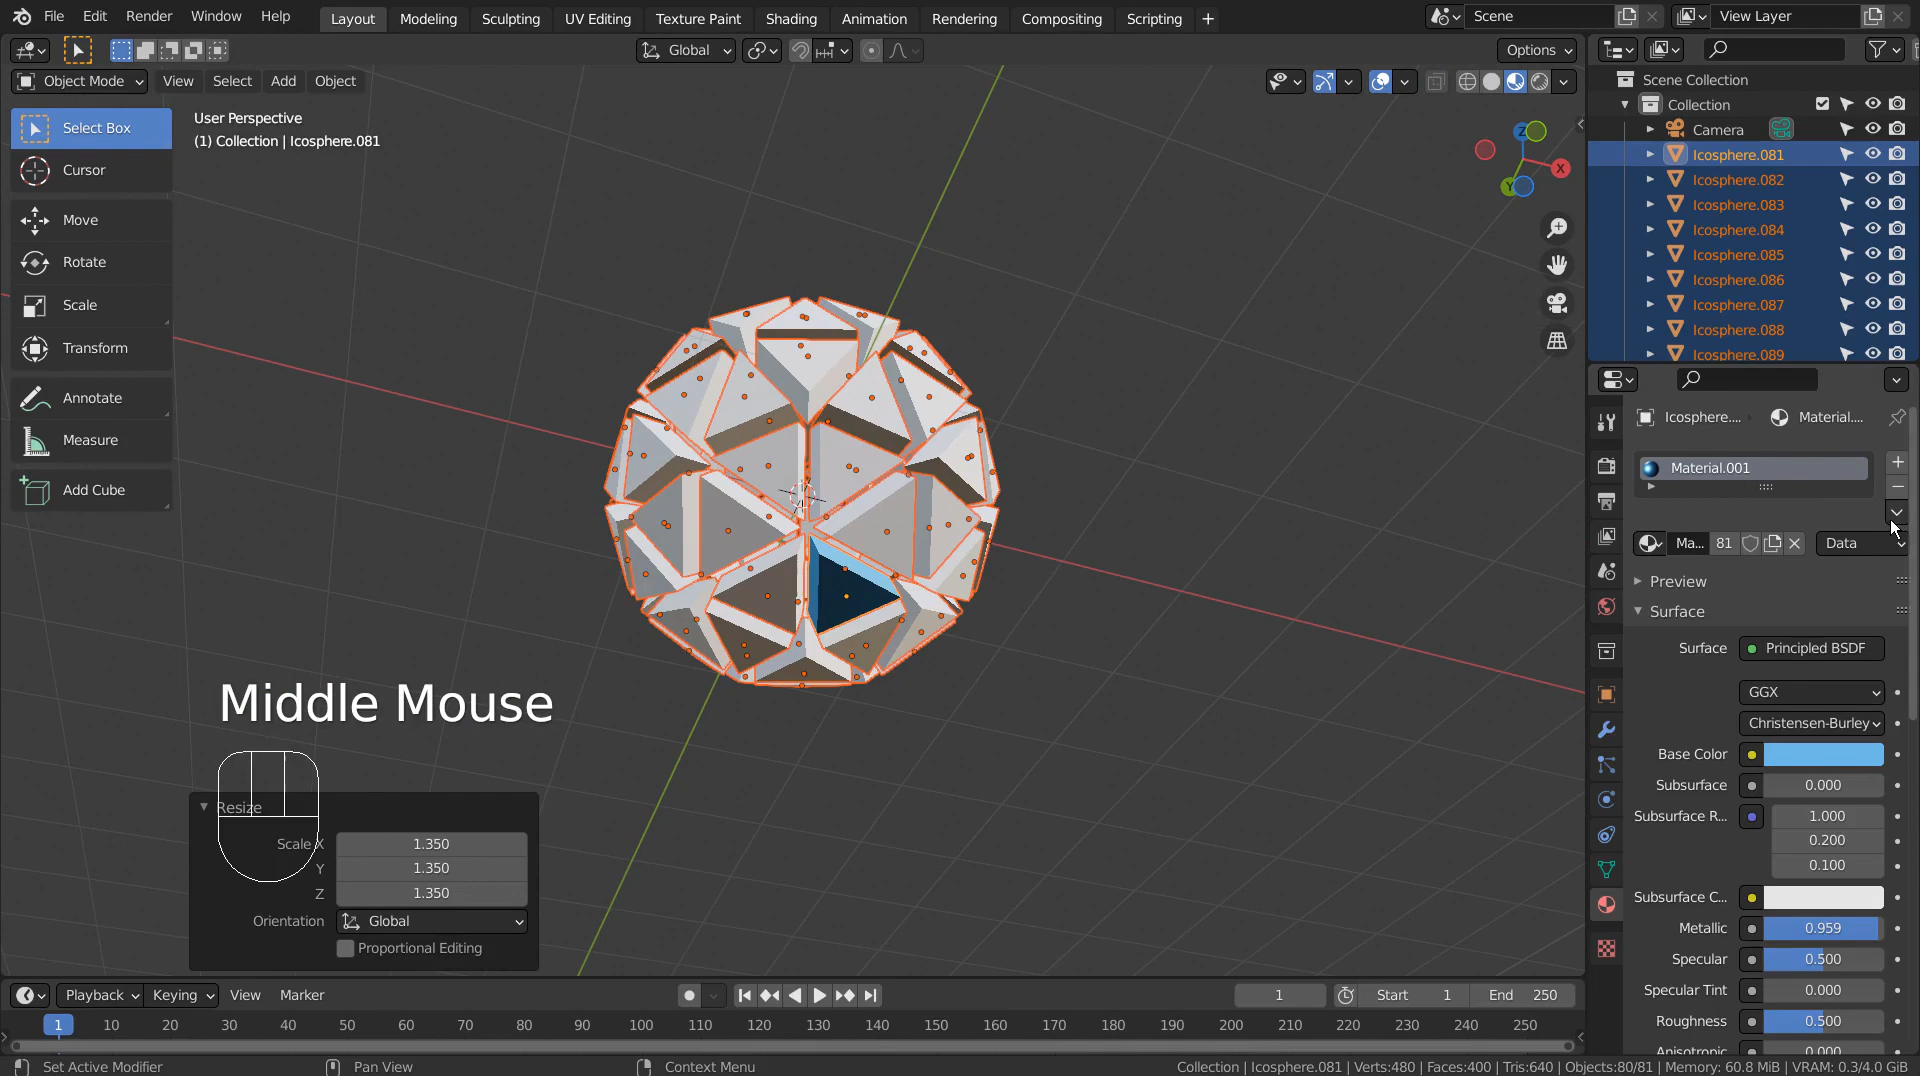 File Edit Render Window Help Layout Modeling Sculpting UV Editing Texture Paint Shading Animation Rendering Compositing Scripting + Scene View Layer
Global Options
Object Mode View Select Add Object
Select Box
Cursor
Move
Rotate
Scale
Transform
Annotate
Measure
Add Cube
User Perspective
(1) Collection | Icosphere.081
Z
X
Y
Scene Collection
Collection
Camera
Icosphere.081
Icosphere.082
Icosphere.083
Icosphere.084
Icosphere.085
Icosphere.086
Icosphere.087
Icosphere.088
Icosphere.089
Icosphere.... Material....
Material.001
Ma... 81 Data
Preview
Surface
Surface Principled BSDF
GGX
Christensen-Burley
Base Color
Subsurface 0.000
Subsurface R... 1.000
0.200
0.100
Subsurface C...
Metallic 0.959
Specular 0.500
Specular Tint 0.000
Roughness 0.500
Anisotropic 0.000
Middle Mouse
Resize
Scale X 1.350
Y 1.350
Z 1.350
Orientation Global
Proportional Editing
Playback Keying View Marker 1 Start 1 End 250
1 10 20 30 40 50 60 70 80 90 100 110 120 130 140 150 160 170 180 190 200 210 220 230 240 250
Set Active Modifier Pan View Context Menu Collection | Icosphere.081 | Verts:480 | Faces:400 | Tris:640 | Objects:80/81 | Memory: 60.8 MiB | VRAM: 0.3/4.0 GiB